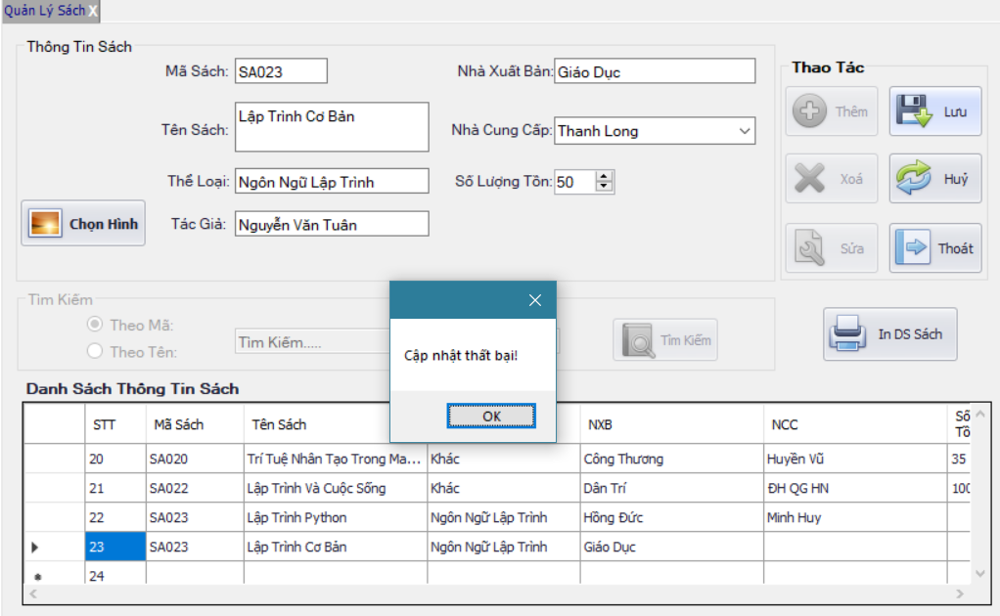 Quản Lý Sách X
Thông Tin Sách
Mã Sách: SA023
Nhà Xuất Bản: Giáo Dục
Tên Sách: Lập Trình Cơ Bản
Nhà Cung Cấp: Thanh Long
Thể Loại: Ngôn Ngữ Lập Trình
Số Lượng Tồn: 50
Chọn Hình
Tác Giả: Nguyễn Văn Tuân
Thao Tác
Thêm
Lưu
Xoá
Huỷ
Sửa
Thoát
Tìm Kiếm
Theo Mã:
Theo Tên:
Tìm Kiếm.....
Tìm Kiếm
In DS Sách
Cập nhật thất bại!
OK
Danh Sách Thông Tin Sách
STT Mã Sách Tên Sách NXB NCC Số
Tồ
20 SA020 Trí Tuệ Nhân Tạo Trong Ma... Khác Công Thương Huyền Vũ 35
21 SA022 Lập Trình Và Cuộc Sống Khác Dân Trí ĐH QG HN 100
22 SA023 Lập Trình Python Ngôn Ngữ Lập Trình Hồng Đức Minh Huy
23 SA023 Lập Trình Cơ Bản Ngôn Ngữ Lập Trình Giáo Dục
24